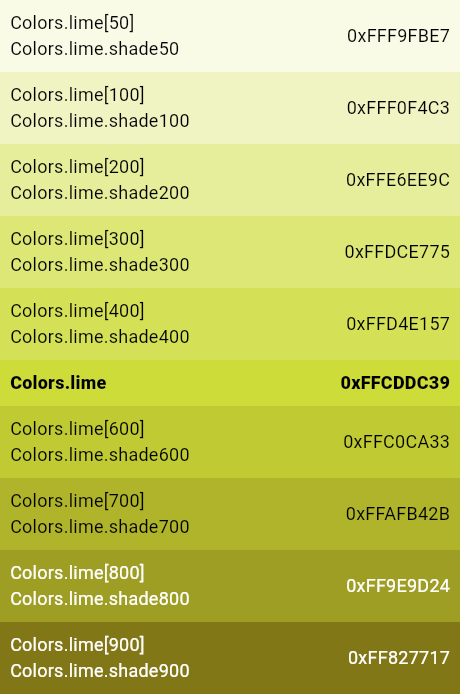 Colors.lime[50]
Colors.lime.shade50
0xFFF9FBE7
Colors.lime[100]
Colors.lime.shade100
0xFFF0F4C3
Colors.lime[200]
Colors.lime.shade200
0xFFE6EE9C
Colors.lime[300]
Colors.lime.shade300
0xFFDCE775
Colors.lime[400]
Colors.lime.shade400
0xFFD4E157
Colors.lime
0xFFCDDC39
Colors.lime[600]
Colors.lime.shade600
0xFFC0CA33
Colors.lime[700]
Colors.lime.shade700
0xFFAFB42B
Colors.lime[800]
Colors.lime.shade800
0xFF9E9D24
Colors.lime[900]
Colors.lime.shade900
0xFF827717